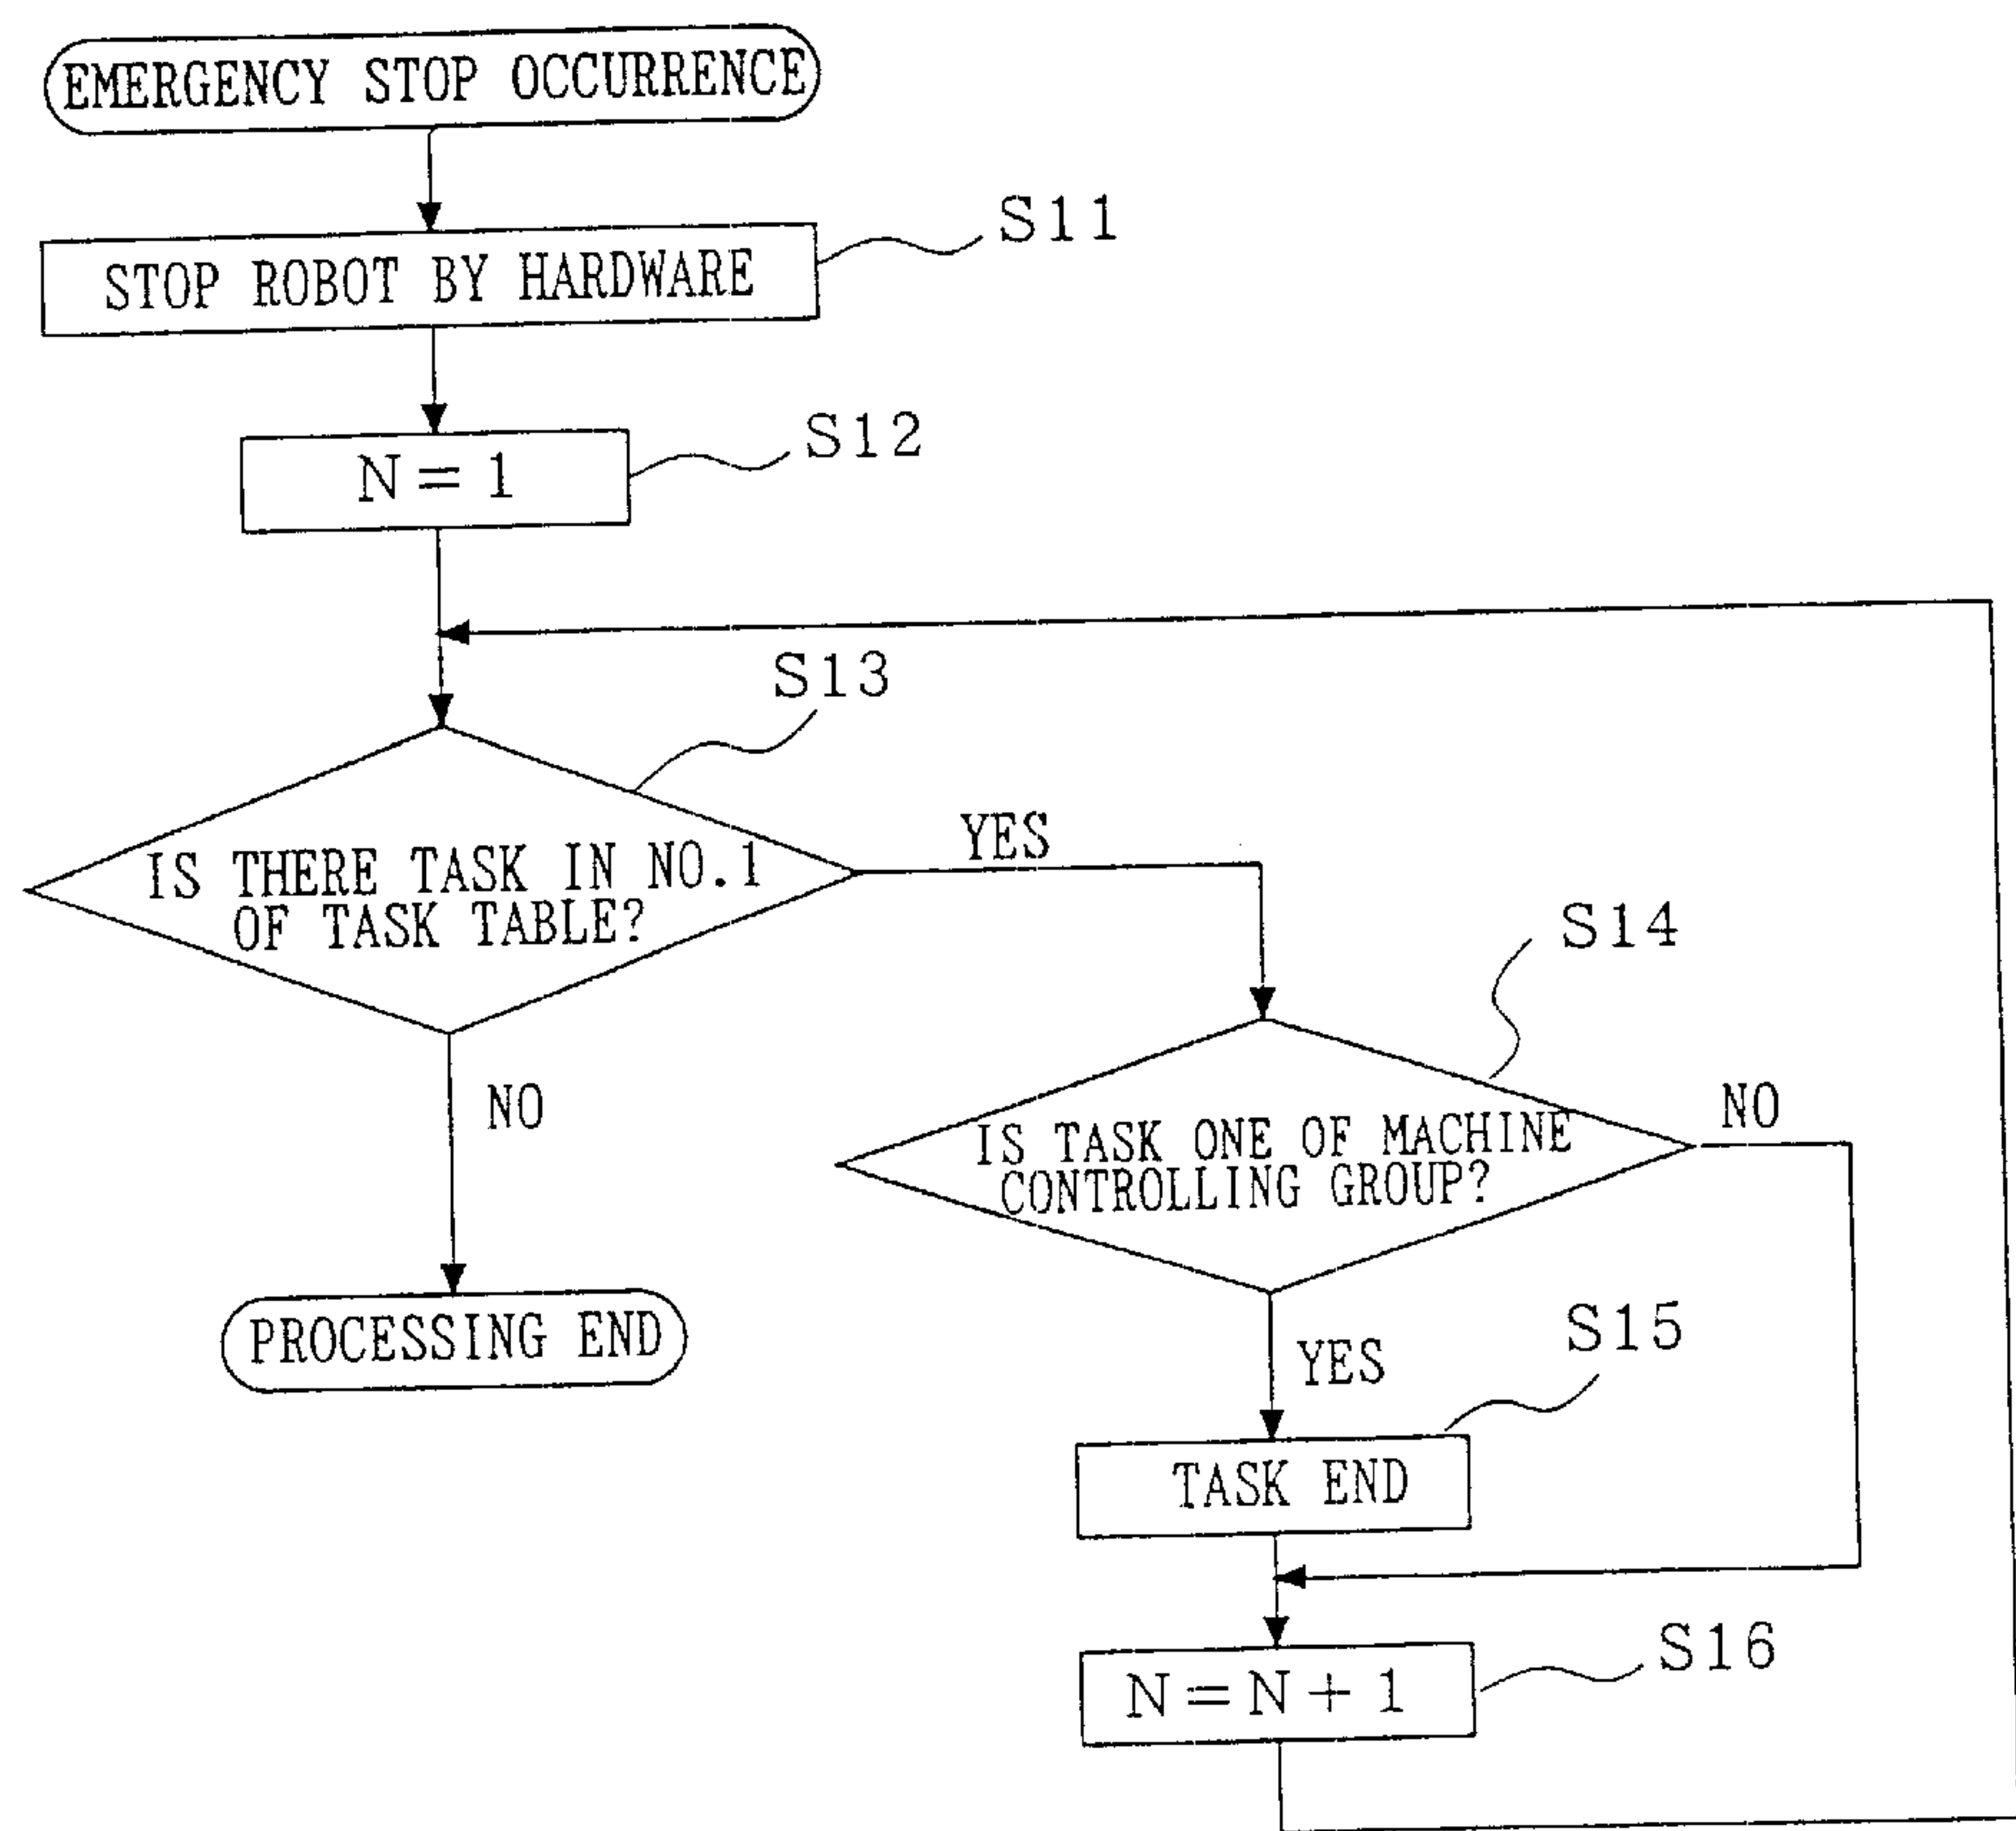 EMERGENCY STOP OCCURRENCE
S11
STOP ROBOT BY HARDWARE
S12
N=1
S13
IS THERE TASK IN NO.1
OF TASK TABLE?
YES
S14
NO
IS TASK ONE OF MACHINE
CONTROLLING GROUP?
NO
PROCESSING END
S15
YES
TASK END
S16
N=N+1